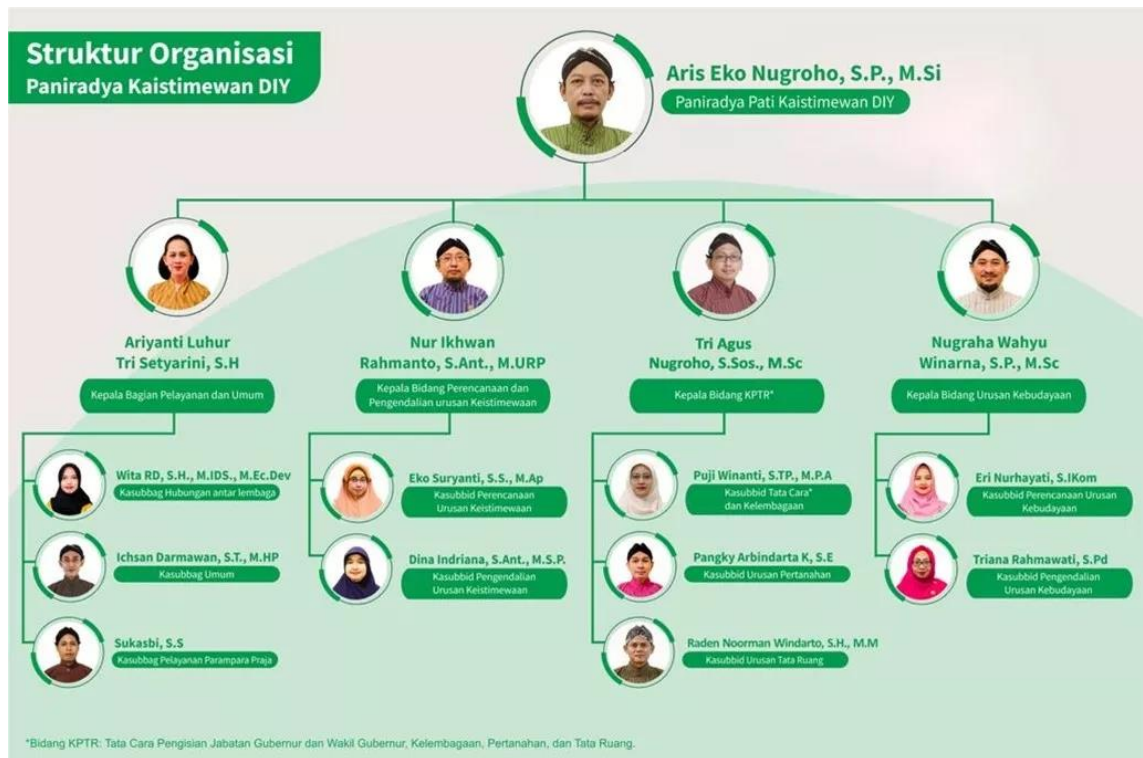 Struktur Organisasi
Paniradya Kaistimewan DIY
Aris Eko Nugroho, S.P., M.Si
Paniradya Pati Kaistimewan DIY
Ariyanti Luhur
Tri Setyarini, S.H
Kepala Bagian Pelayanan dan Umum
Wita RD, S.H., M.IDS., M.Ec.Dev
Kasubbag Hubungan antar lembaga
Ichsan Darmawan, S.T., M.HP
Kasubbag Umum
Sukasbi, S.S
Kasubbag Pelayanan Parampara Praja
Nur Ikhwan
Rahmanto, S.Ant., M.URP
Kepala Bidang Perencanaan dan
Pengendalian urusan Keistimewaan
Eko Suryanti, S.S., M.Ap
Kasubbid Perencanaan
Urusan Keistimewaan
Dina Indriana, S.Ant., M.S.P.
Kasubbid Pengendalian
Urusan Keistimewaan
Tri Agus
Nugroho, S.Sos., M.Sc
Kepala Bidang KPTR*
Puji Winanti, S.TP., M.P.A
Kasubbid Tata Cara*
dan Kelembagaan
Pangky Arbindarta K, S.E
Kasubbid Urusan Pertanahan
Raden Noorman Windarto, S.H., M.M
Kasubbid Urusan Tata Ruang
Nugraha Wahyu
Winarna, S.P., M.Sc
Kepala Bidang Urusan Kebudayaan
Eri Nurhayati, S.IKom
Kasubbid Perencanaan Urusan
Kebudayaan
Triana Rahmawati, S.Pd
Kasubbid Pengendalian
Urusan Kebudayaan
*Bidang KPTR: Tata Cara Pengisian Jabatan Gubernur dan Wakil Gubernur, Kelembagaan, Pertanahan, dan Tata Ruang.